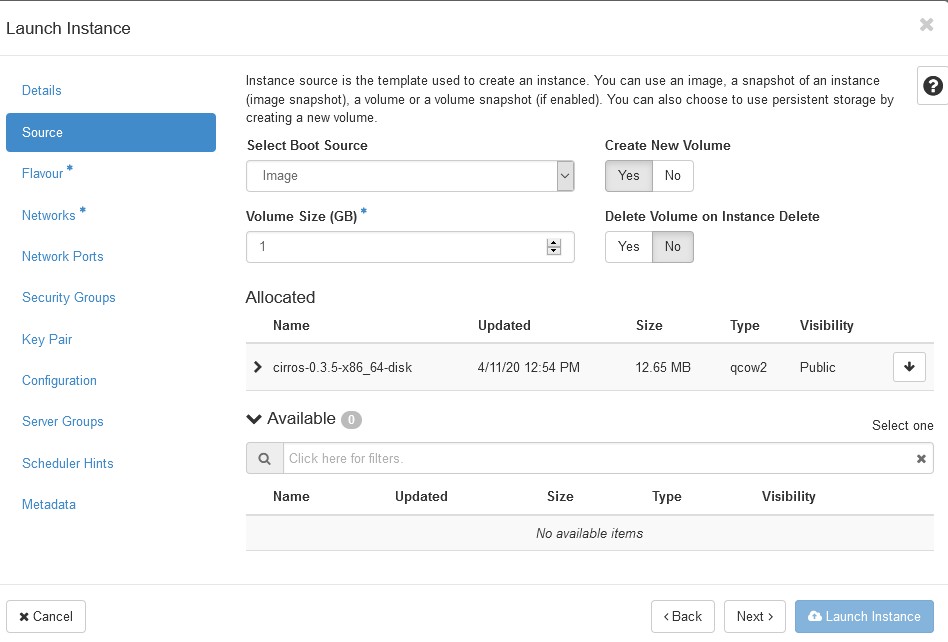 Launch Instance
Details
Source
Flavour *
Networks *
Network Ports
Security Groups
Key Pair
Configuration
Server Groups
Scheduler Hints
Metadata
Instance source is the template used to create an instance. You can use an image, a snapshot of an instance
(image snapshot), a volume or a volume snapshot (if enabled). You can also choose to use persistent storage by
creating a new volume.
Select Boot Source
Image
Create New Volume
Yes No
Volume Size (GB) *
1
Delete Volume on Instance Delete
Yes No
Allocated
Name Updated Size Type Visibility
cirros-0.3.5-x86_64-disk 4/11/20 12:54 PM 12.65 MB qcow2 Public
Available 0
Select one
Click here for filters.
Name Updated Size Type Visibility
No available items
Cancel
< Back
Next >
Launch Instance